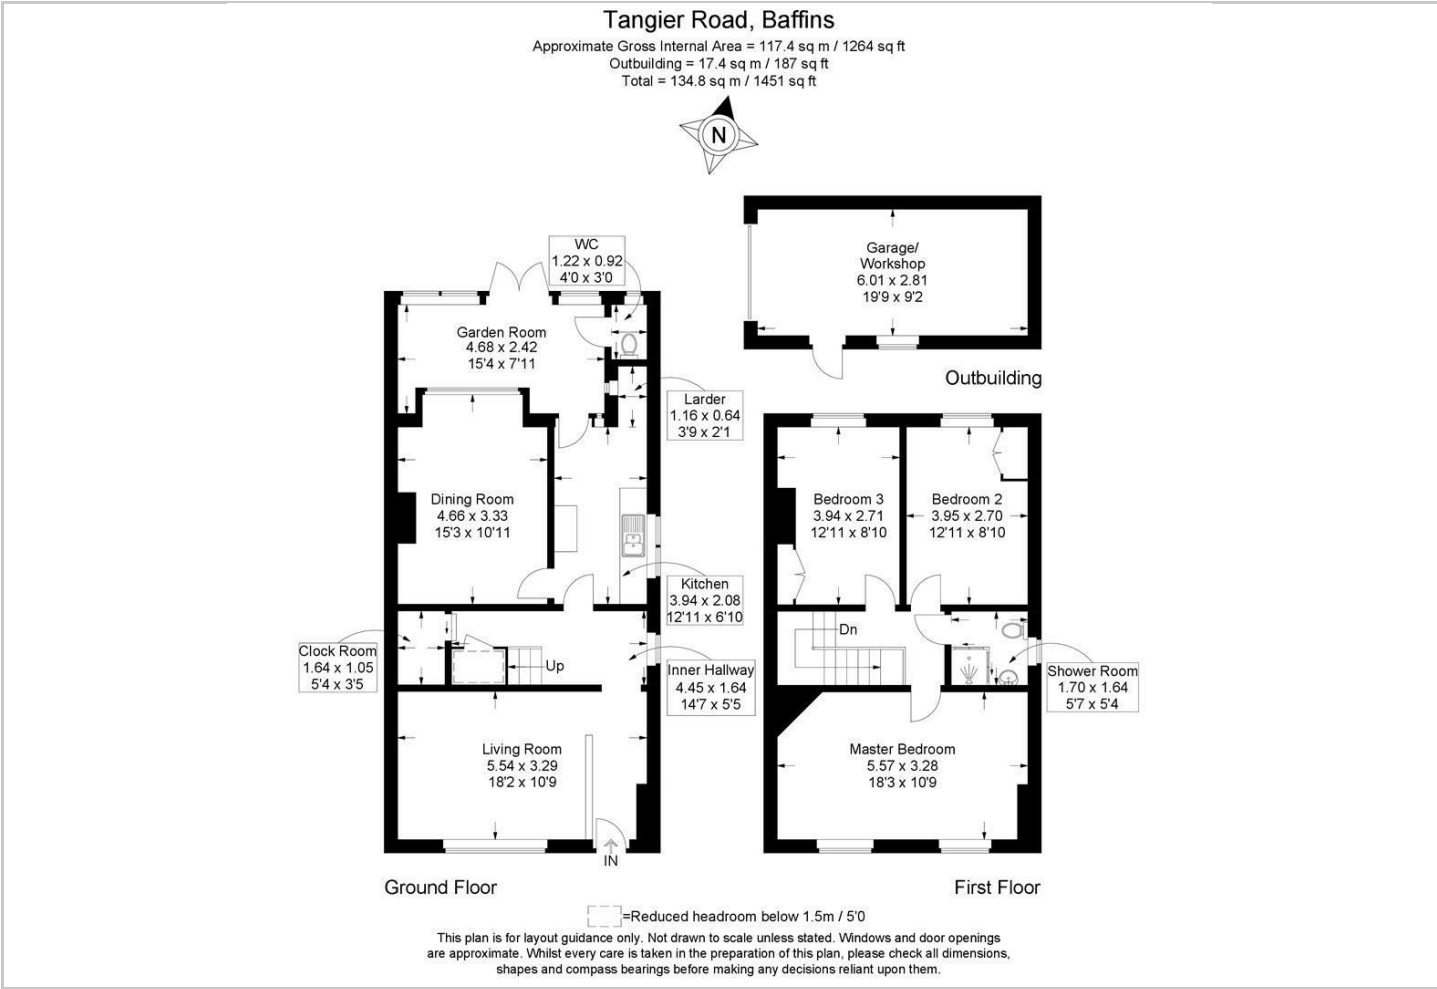 Tangier Road, Baffins
Approximate Gross Internal Area = 117.4 sq m / 1264 sq ft
Outbuilding = 17.4 sq m / 187 sq ft
Total = 134.8 sq m / 1451 sq ft
N
WC
1.22 x 0.92
4'0 x 3'0
Garden Room
4.68 x 2.42
15'4 x 7'11
Larder
1.16 x 0.64
3'9 x 2'1
Dining Room
4.66 x 3.33
15'3 x 10'11
Kitchen
3.94 x 2.08
12'11 x 6'10
Clock Room
1.64 x 1.05
5'4 x 3'5
Up
Inner Hallway
4.45 x 1.64
14'7 x 5'5
Living Room
5.54 x 3.29
18'2 x 10'9
IN
Ground Floor
Garage/
Workshop
6.01 x 2.81
19'9 x 9'2
Outbuilding
Bedroom 3
3.94 x 2.71
12'11 x 8'10
Bedroom 2
3.95 x 2.70
12'11 x 8'10
Dn
Shower Room
1.70 x 1.64
5'7 x 5'4
Master Bedroom
5.57 x 3.28
18'3 x 10'9
First Floor
=Reduced headroom below 1.5m / 5'0
This plan is for layout guidance only. Not drawn to scale unless stated. Windows and door openings
are approximate. Whilst every care is taken in the preparation of this plan, please check all dimensions,
shapes and compass bearings before making any decisions reliant upon them.